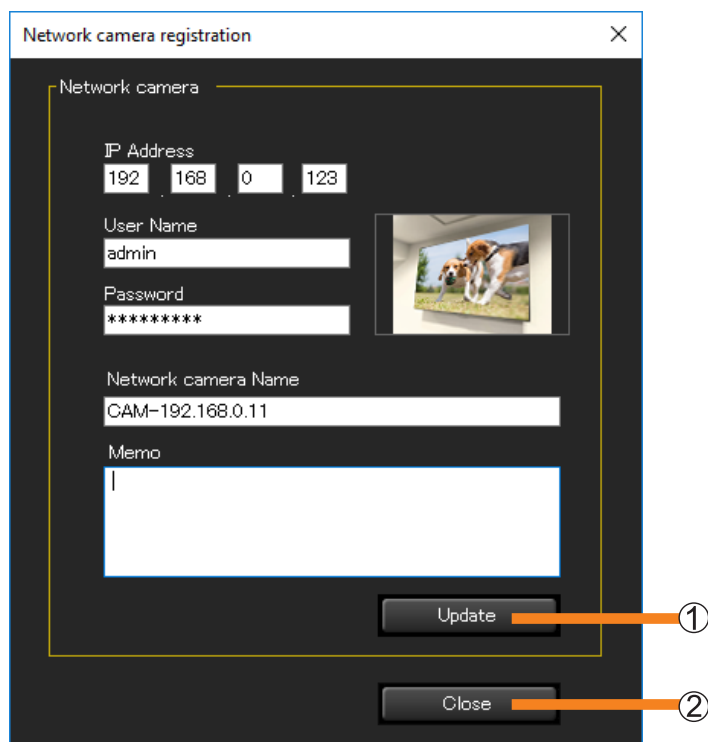 Network camera registration
Network camera
IP Address
192 . 168 . 0 . 123
User Name
admin
Password
*********
Network camera Name
CAM-192.168.0.11
Memo
Update ①
Close ②